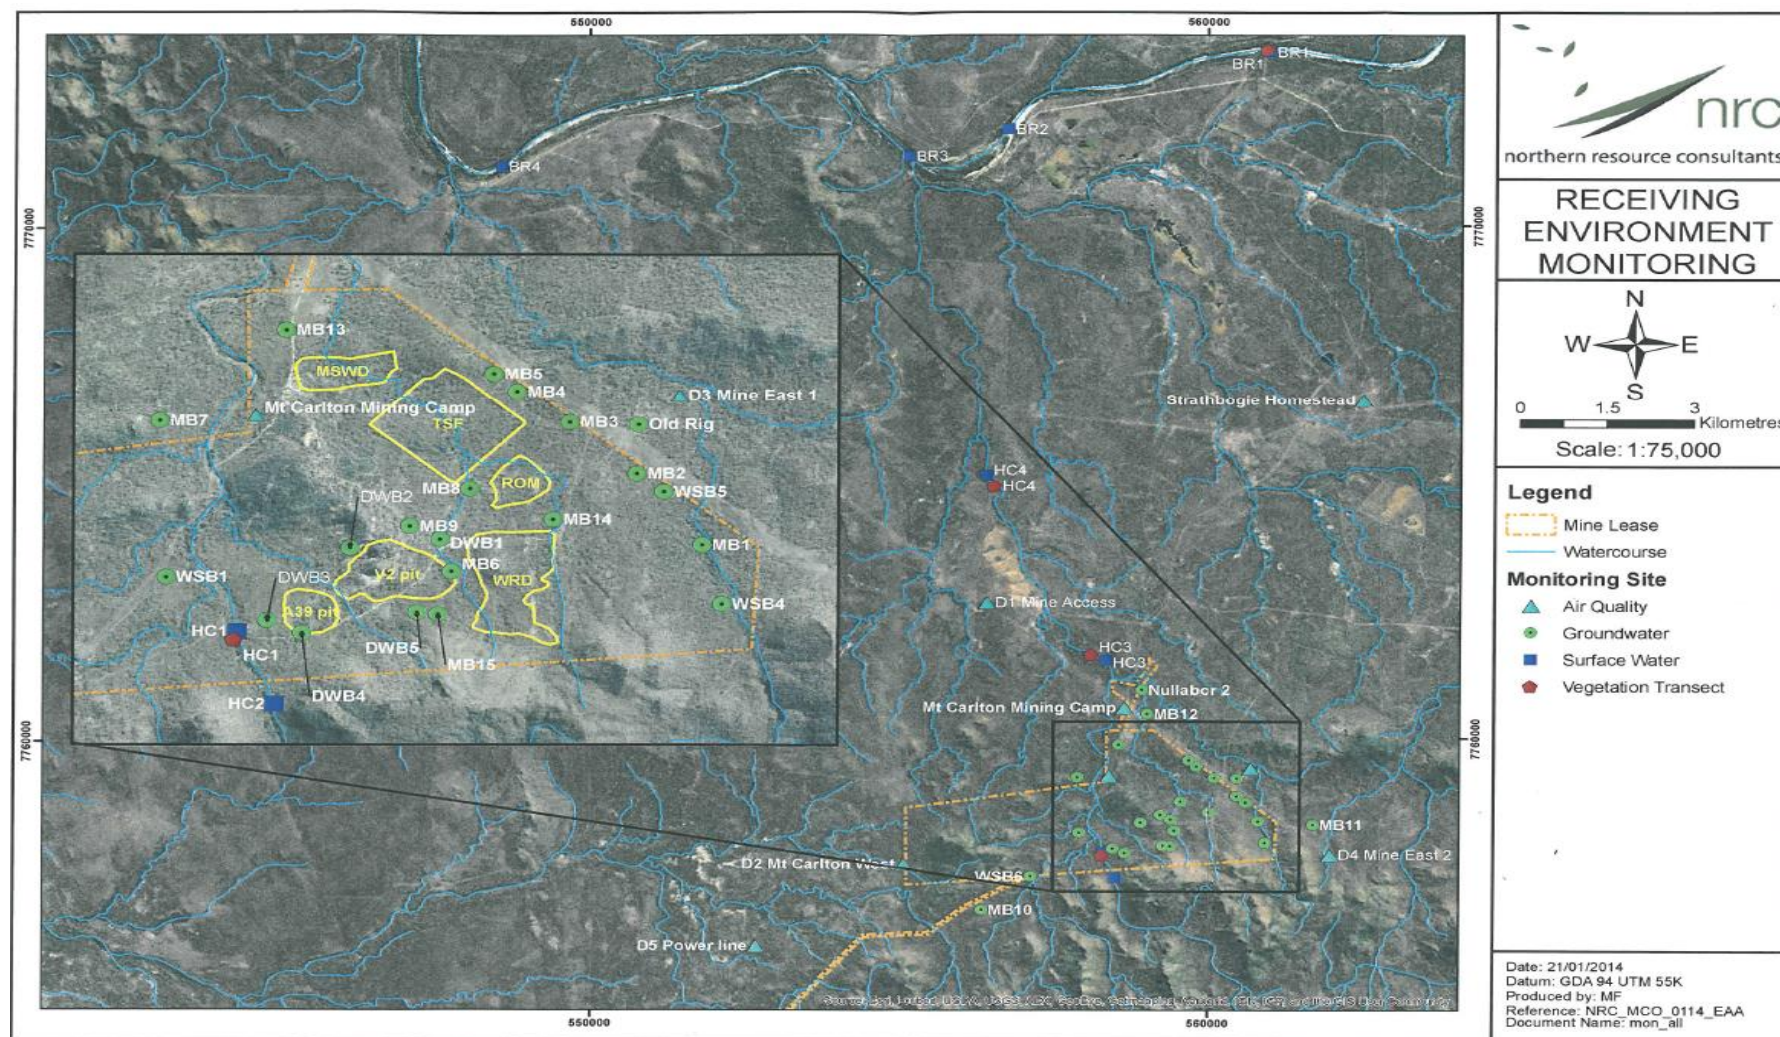 550000
560000
BR1
BR1
BR2
BR3
BR4
7770000
7770000
MB13
MSWD
MB5
MB4
D3 Mine East 1
Mt Carlton Mining Camp
MB7
TSF
MB3
Old Rig
Strathbogie Homestead
MB2
MB8
ROM
WSB5
DWB2
HC4
HC4
MB9
MB14
DWB1
MB1
V2 pit
MB6
WSB1
DWB3
WRD
D1 Mine Access
WSB4
A39 pit
HC1
HC1
DWB5
MB15
HC3
HC3
DWB4
HC2
Nullabor 2
Mt Carlton Mining Camp
MB12
7760000
7760000
MB11
D2 Mt Carlton West
D4 Mine East 2
WSB6
MB10
D5 Power line
550000
560000
nrc
northern resource consultants
RECEIVING
ENVIRONMENT
MONITORING
N
W E
S
0 1.5 3
Kilometres
Scale: 1:75,000
Legend
Mine Lease
Watercourse
Monitoring Site
Air Quality
Groundwater
Surface Water
Vegetation Transect
Date: 21/01/2014
Datum: GDA 94 UTM 55K
Produced by: MF
Reference: NRC_MCO_0114_EAA
Document Name: mon_all